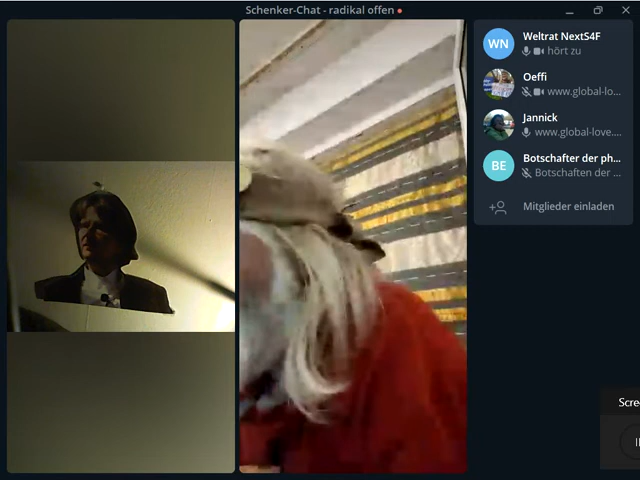 Schenker-Chat - radikal offen
WN
Weltrat NextS4F
hört zu
Oeffi
www.global-lo...
Jannick
www.global-love....
BE
Botschafter der ph...
Botschaften der ...
Mitglieder einladen
Scre